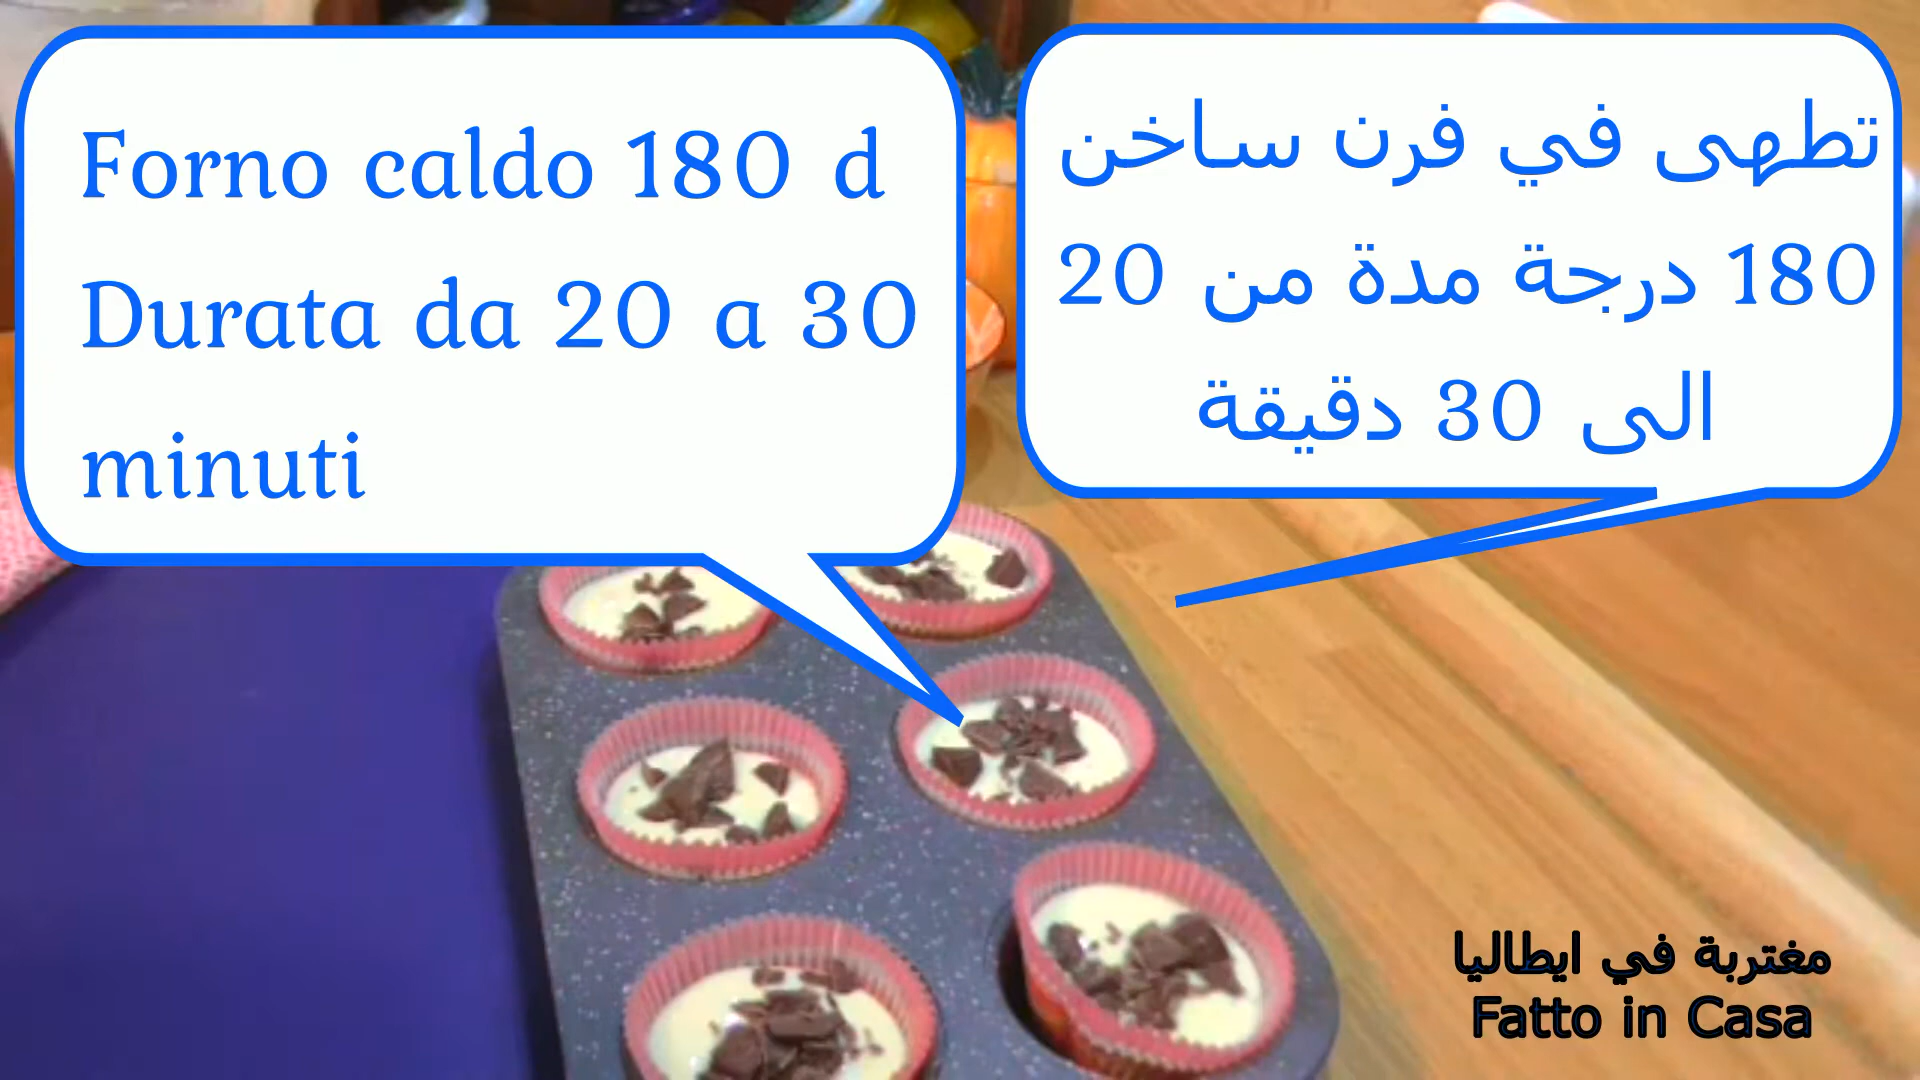 Forno caldo 180 d
Durata da 20 a 30
minuti
تطهى في فرن ساخن
180 درجة مدة من 20
الى 30 دقيقة
مغتربة في ايطاليا
Fatto in Casa